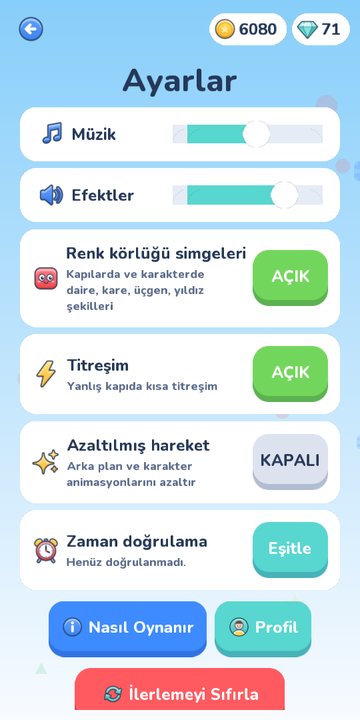 6080
71
Ayarlar
Müzik
Efektler
Renk körlüğü simgeleri
Kapılarda ve karakterde
daire, kare, üçgen, yıldız
şekilleri
AÇIK
Titreşim
Yanlış kapıda kısa titreşim
AÇIK
Azaltılmış hareket
Arka plan ve karakter
animasyonlarını azaltır
KAPALI
Zaman doğrulama
Henüz doğrulanmadı.
Eşitle
Nasıl Oynanır
Profil
İlerlemeyi Sıfırla